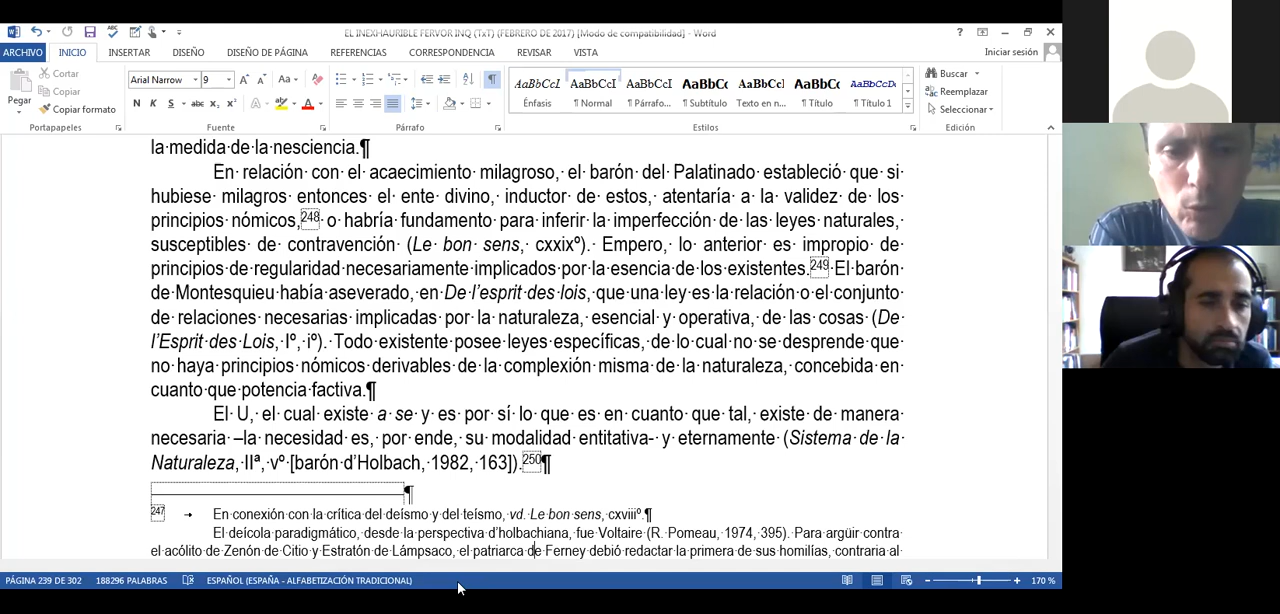 EL INEXHAURIBLE FERVOR INQ (TxT) (FEBRERO DE 2017) [Modo de compatibilidad] - Word
ARCHIVO INICIO INSERTAR DISEÑO DISEÑO DE PÁGINA REFERENCIAS CORRESPONDENCIA REVISAR VISTA Iniciar sesión
Pegar
Cortar
Copiar
Copiar formato
Portapapeles
Arial Narrow 9
N K S abc x₂ x²
Fuente
Párrafo
AaBbCcI AaBbCcI AaBbCcI AaBbCc AaBbCcI AaBbCc AaBbCcDc
Énfasis ¶ Normal ¶ Párrafo... ¶ Subtítulo Texto en n... ¶ Título ¶ Título 1
Estilos
Buscar
Reemplazar
Seleccionar
Edición
la medida de la nesciencia.¶
En relación con el acaecimiento milagroso, el barón del Palatinado estableció que si
hubiese milagros entonces el ente divino, inductor de estos, atentaría a la validez de los
principios nómicos,248 o habría fundamento para inferir la imperfección de las leyes naturales,
susceptibles de contravención (Le bon sens, cxxixº). Empero, lo anterior es impropio de
principios de regularidad necesariamente implicados por la esencia de los existentes.249 El barón
de Montesquieu había aseverado, en De l'esprit des lois, que una ley es la relación o el conjunto
de relaciones necesarias implicadas por la naturaleza, esencial y operativa, de las cosas (De
l'Esprit des Lois, Iº, iº). Todo existente posee leyes específicas, de lo cual no se desprende que
no haya principios nómicos derivables de la complexión misma de la naturaleza, concebida en
cuanto que potencia factiva.¶
El U, el cual existe a se y es por sí lo que es en cuanto que tal, existe de manera
necesaria –la necesidad es, por ende, su modalidad entitativa- y eternamente (Sistema de la
Naturaleza, IIª, vº [barón d'Holbach, 1982, 163]).250¶
¶
247 → En conexión con la crítica del deísmo y del teísmo, vd. Le bon sens, cxviiiº.¶
El deícola paradigmático, desde la perspectiva d'holbachiana, fue Voltaire (R. Pomeau, 1974, 395). Para argüir contra
el acólito de Zenón de Citio y Estratón de Lámpsaco, el patriarca de Ferney debió redactar la primera de sus homilías, contraria al
PÁGINA 239 DE 302 188296 PALABRAS ESPAÑOL (ESPAÑA - ALFABETIZACIÓN TRADICIONAL) 170 %